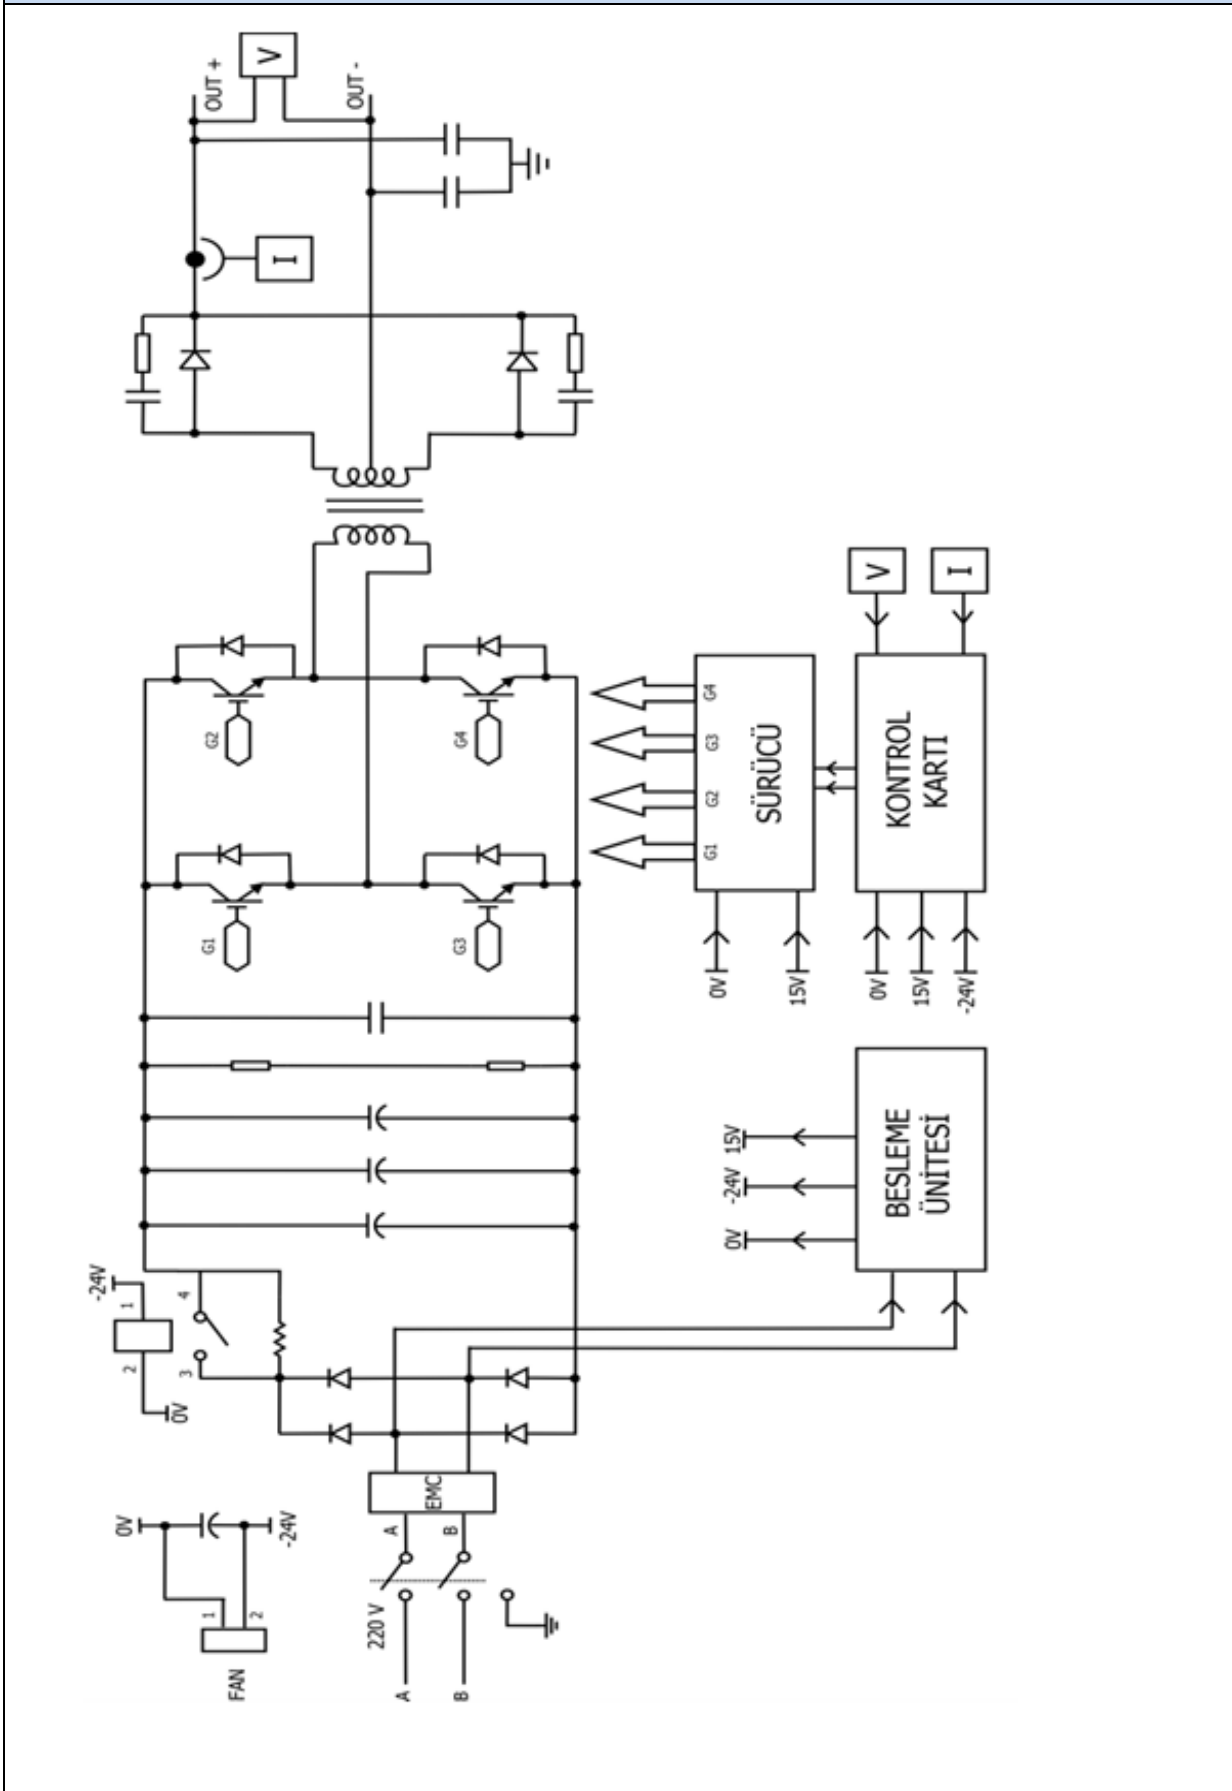 FAN
1
2
0V
-24V
0V
2
1
-24V
3
4
220 V
A
B
A
B
EMC
G1
G2
G3
G4
I
OUT +
V
OUT -
0V
-24V
15V
BESLEME
ÜNİTESİ
0V
15V
G1
G2
G3
G4
SÜRÜCÜ
0V
15V
-24V
KONTROL
KARTI
V
I